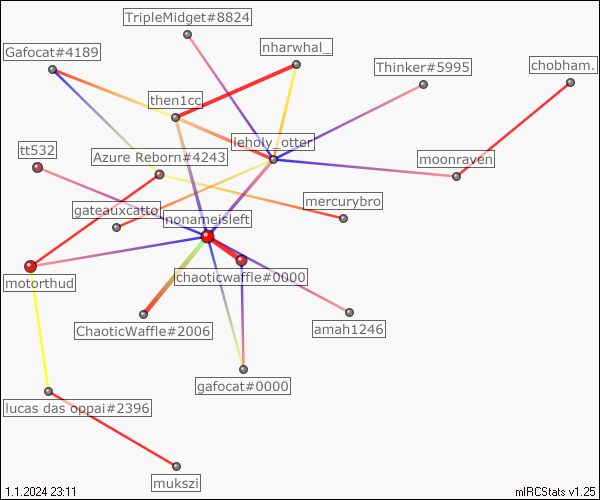 TripleMidget#8824
Gafocat#4189
nharwhal_
Thinker#5995
chobham.
then1cc
leholy_otter
tt532
Azure Reborn#4243
moonraven
gateauxcatto
mercurybro
nonameisleft
motorthud
chaoticwaffle#0000
ChaoticWaffle#2006
amah1246
gafocat#0000
lucas das oppai#2396
mukszi
1.1.2024 23:11
mIRCStats v1.25